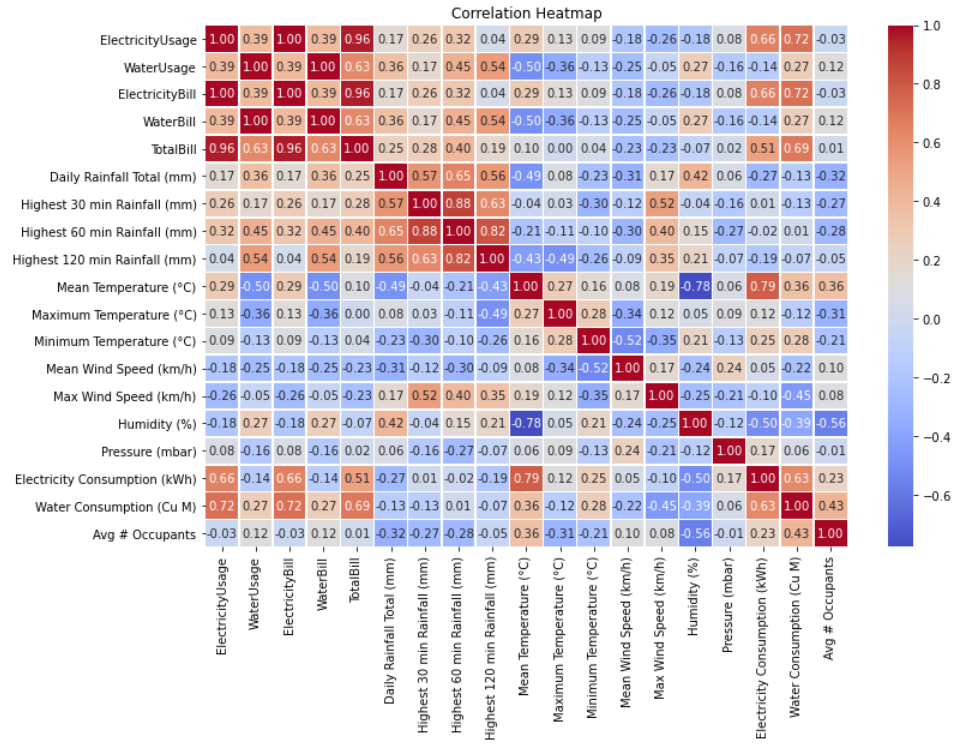 Correlation Heatmap
ElectricityUsage 1.00 0.39 1.00 0.39 0.96 0.17 0.26 0.32 0.04 0.29 0.13 0.09 -0.18 -0.26 -0.18 0.08 0.66 0.72 -0.03
WaterUsage 0.39 1.00 0.39 1.00 0.63 0.36 0.17 0.45 0.54 -0.50 -0.36 -0.13 -0.25 -0.05 0.27 -0.16 -0.14 0.27 0.12
ElectricityBill 1.00 0.39 1.00 0.39 0.96 0.17 0.26 0.32 0.04 0.29 0.13 0.09 -0.18 -0.26 -0.18 0.08 0.66 0.72 -0.03
WaterBill 0.39 1.00 0.39 1.00 0.63 0.36 0.17 0.45 0.54 -0.50 -0.36 -0.13 -0.25 -0.05 0.27 -0.16 -0.14 0.27 0.12
TotalBill 0.96 0.63 0.96 0.63 1.00 0.25 0.28 0.40 0.19 0.10 0.00 0.04 -0.23 -0.23 -0.07 0.02 0.51 0.69 0.01
Daily Rainfall Total (mm) 0.17 0.36 0.17 0.36 0.25 1.00 0.57 0.65 0.56 -0.49 0.08 -0.23 -0.31 0.17 0.42 0.06 -0.27 -0.13 -0.32
Highest 30 min Rainfall (mm) 0.26 0.17 0.26 0.17 0.28 0.57 1.00 0.88 0.63 -0.04 0.03 -0.30 -0.12 0.52 -0.04 -0.16 0.01 -0.13 -0.27
Highest 60 min Rainfall (mm) 0.32 0.45 0.32 0.45 0.40 0.65 0.88 1.00 0.82 -0.21 -0.11 -0.10 -0.30 0.40 0.15 -0.27 -0.02 0.01 -0.28
Highest 120 min Rainfall (mm) 0.04 0.54 0.04 0.54 0.19 0.56 0.63 0.82 1.00 -0.43 -0.49 -0.26 -0.09 0.35 0.21 -0.07 -0.19 -0.07 -0.05
Mean Temperature (°C) 0.29 -0.50 0.29 -0.50 0.10 -0.49 -0.04 -0.21 -0.43 1.00 0.27 0.16 0.08 0.19 -0.78 0.06 0.79 0.36 0.36
Maximum Temperature (°C) 0.13 -0.36 0.13 -0.36 0.00 0.08 0.03 -0.11 -0.49 0.27 1.00 0.28 -0.34 0.12 0.05 0.09 0.12 -0.12 -0.31
Minimum Temperature (°C) 0.09 -0.13 0.09 -0.13 0.04 -0.23 -0.30 -0.10 -0.26 0.16 0.28 1.00 -0.52 -0.35 0.21 -0.13 0.25 0.28 -0.21
Mean Wind Speed (km/h) -0.18 -0.25 -0.18 -0.25 -0.23 -0.31 -0.12 -0.30 -0.09 0.08 -0.34 -0.52 1.00 0.17 -0.24 0.24 0.05 -0.22 0.10
Max Wind Speed (km/h) -0.26 -0.05 -0.26 -0.05 -0.23 0.17 0.52 0.40 0.35 0.19 0.12 -0.35 0.17 1.00 -0.25 -0.21 -0.10 -0.45 0.08
Humidity (%) -0.18 0.27 -0.18 0.27 -0.07 0.42 -0.04 0.15 0.21 -0.78 0.05 0.21 -0.24 -0.25 1.00 -0.12 -0.50 -0.39 -0.56
Pressure (mbar) 0.08 -0.16 0.08 -0.16 0.02 0.06 -0.16 -0.27 -0.07 0.06 0.09 -0.13 0.24 -0.21 -0.12 1.00 0.17 0.06 -0.01
Electricity Consumption (kWh) 0.66 -0.14 0.66 -0.14 0.51 -0.27 0.01 -0.02 -0.19 0.79 0.12 0.25 0.05 -0.10 -0.50 0.17 1.00 0.63 0.23
Water Consumption (Cu M) 0.72 0.27 0.72 0.27 0.69 -0.13 -0.13 0.01 -0.07 0.36 -0.12 0.28 -0.22 -0.45 -0.39 0.06 0.63 1.00 0.43
Avg # Occupants -0.03 0.12 -0.03 0.12 0.01 -0.32 -0.27 -0.28 -0.05 0.36 -0.31 -0.21 0.10 0.08 -0.56 -0.01 0.23 0.43 1.00
ElectricityUsage
WaterUsage
ElectricityBill
WaterBill
TotalBill
Daily Rainfall Total (mm)
Highest 30 min Rainfall (mm)
Highest 60 min Rainfall (mm)
Highest 120 min Rainfall (mm)
Mean Temperature (°C)
Maximum Temperature (°C)
Minimum Temperature (°C)
Mean Wind Speed (km/h)
Max Wind Speed (km/h)
Humidity (%)
Pressure (mbar)
Electricity Consumption (kWh)
Water Consumption (Cu M)
Avg # Occupants
1.0
0.8
0.6
0.4
0.2
0.0
−0.2
−0.4
−0.6